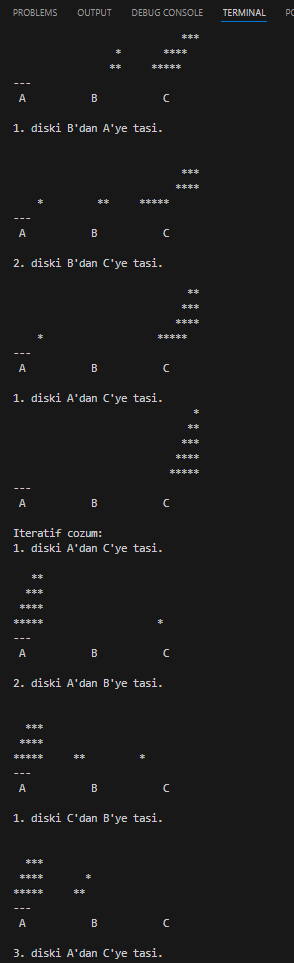 PROBLEMS OUTPUT DEBUG CONSOLE TERMINAL PO
                            ***
                 *       ****
                **     *****
---
 A           B           C
1. diski B'dan A'ye tasi.
                            ***
                           ****
    *         **     *****
---
 A           B           C
2. diski B'dan C'ye tasi.
                             **
                            ***
                           ****
    *                   *****
---
 A           B           C
1. diski A'dan C'ye tasi.
                              *
                             **
                            ***
                           ****
                          *****
---
 A           B           C
Iteratif cozum:
1. diski A'dan C'ye tasi.
   **
  ***
 ****
*****                   *
---
 A           B           C
2. diski A'dan B'ye tasi.
  ***
 ****
*****     **         *
---
 A           B           C
1. diski C'dan B'ye tasi.
  ***
 ****       *
*****     **
---
 A           B           C
3. diski A'dan C'ye tasi.